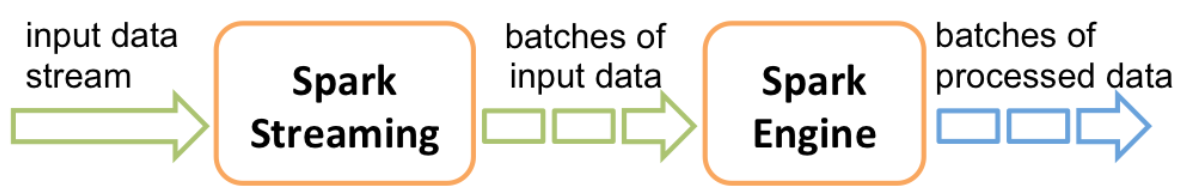 input data
stream
Spark
Streaming
batches of
input data
Spark
Engine
batches of
processed data